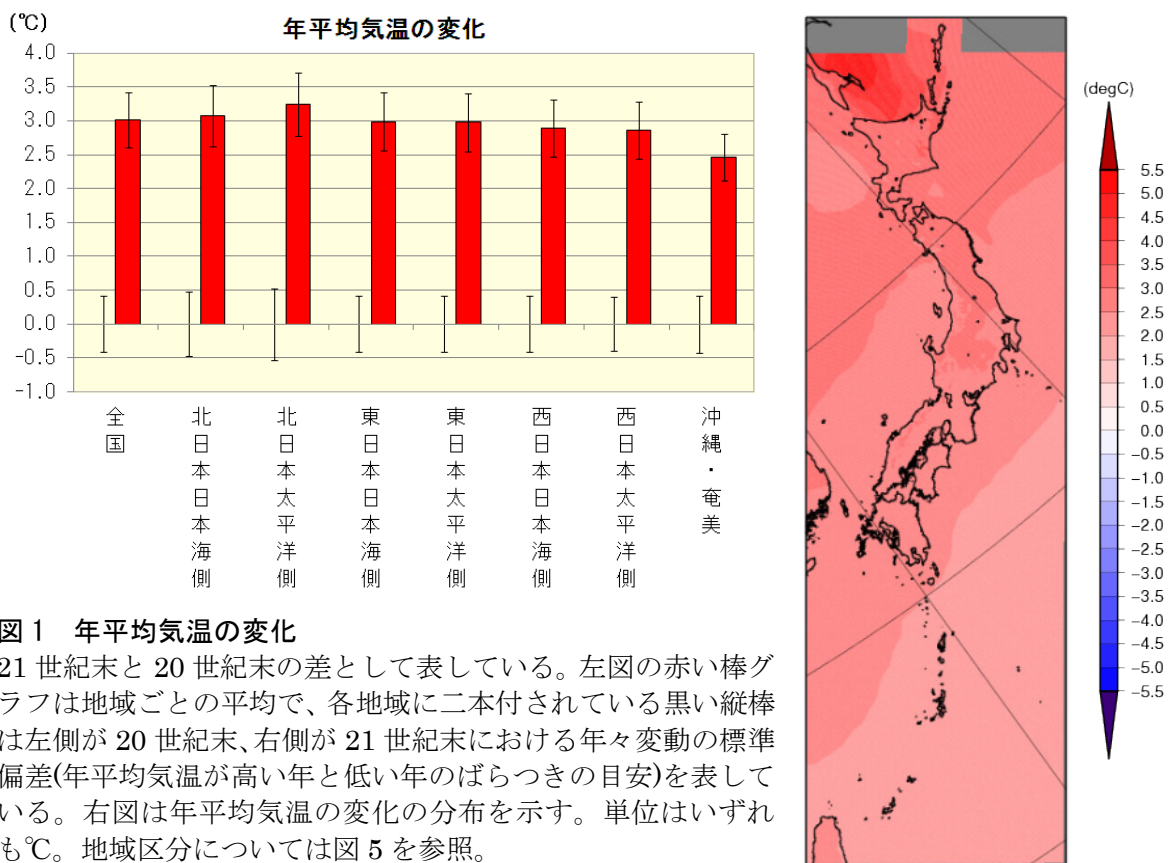 (℃)
年平均気温の変化
4.0
3.5
3.0
2.5
2.0
1.5
1.0
0.5
0.0
-0.5
-1.0
全国
北日本日本海側
北日本太平洋側
東日本日本海側
東日本太平洋側
西日本日本海側
西日本太平洋側
沖縄・奄美
図1 年平均気温の変化
21 世紀末と 20 世紀末の差として表している。左図の赤い棒グ
ラフは地域ごとの平均で、各地域に二本付されている黒い縦棒
は左側が 20 世紀末、右側が 21 世紀末における年々変動の標準
偏差(年平均気温が高い年と低い年のばらつきの目安)を表して
いる。右図は年平均気温の変化の分布を示す。単位はいずれ
も℃。地域区分については図 5 を参照。
(degC)
5.5
5.0
4.5
4.0
3.5
3.0
2.5
2.0
1.5
1.0
0.5
0.0
−0.5
−1.0
−1.5
−2.0
−2.5
−3.0
−3.5
−4.0
−4.5
−5.0
−5.5